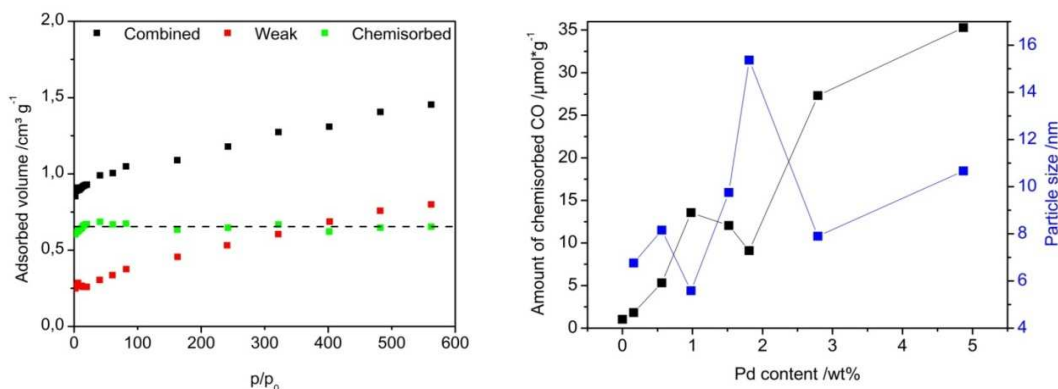 2,0
Combined Weak Chemisorbed
1,5
1,0
0,5
0,0
0 100 200 300 400 500 600
Adsorbed volume /cm³ g⁻¹
p/p₀
35
30
25
20
15
10
5
0
0 1 2 3 4 5
Amount of chemisorbed CO /µmol*g⁻¹
Pd content /wt%
16
14
12
10
8
6
4
Particle size /nm